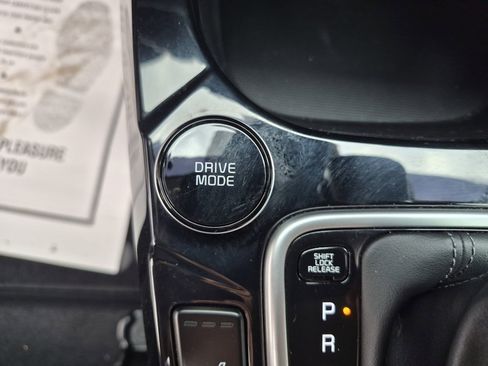 PLEASURE
YOU
DRIVE
MODE
SHIFT
LOCK
RELEASE
P
R